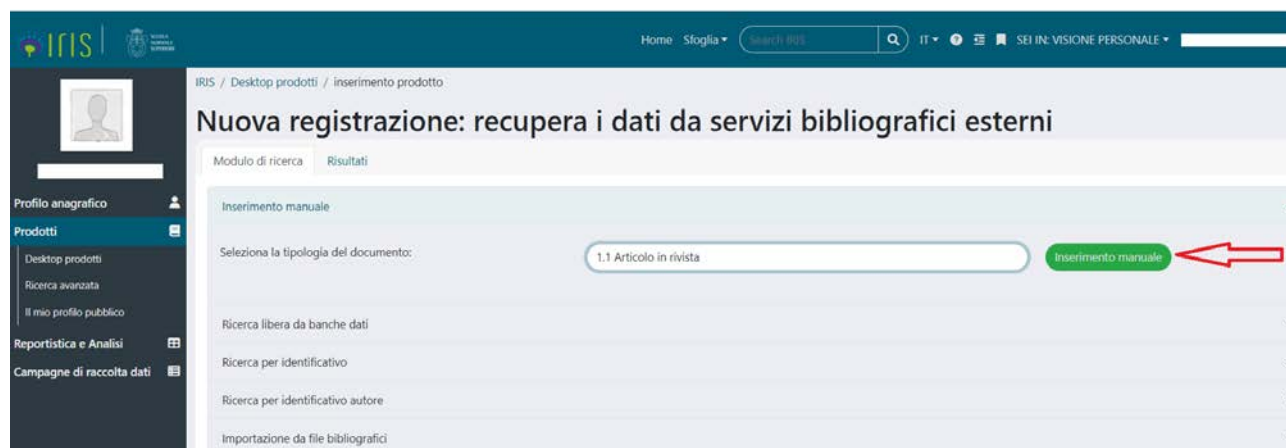 IRIS
SCUOLA NORMALE SUPERIORE
Home Sfoglia Search IRIS IT SEI IN: VISIONE PERSONALE
IRIS / Desktop prodotti / inserimento prodotto
Nuova registrazione: recupera i dati da servizi bibliografici esterni
Modulo di ricerca Risultati
Profilo anagrafico
Prodotti
Desktop prodotti
Ricerca avanzata
Il mio profilo pubblico
Reportistica e Analisi
Campagne di raccolta dati
Inserimento manuale
Seleziona la tipologia del documento: 1.1 Articolo in rivista Inserimento manuale
Ricerca libera da banche dati
Ricerca per identificativo
Ricerca per identificativo autore
Importazione da file bibliografici